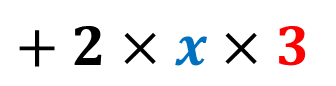 + 2 × x × 3